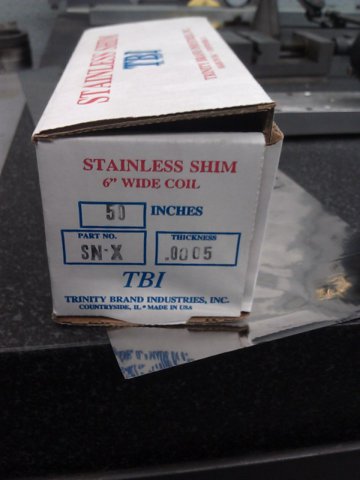 STAINLESS SHIM
TBI
STAINLESS SHIM
6" WIDE COIL
50 INCHES
PART NO.
SN-X
THICKNESS
.0005
TBI
TRINITY BRAND INDUSTRIES, INC.
COUNTRYSIDE, IL * MADE IN USA